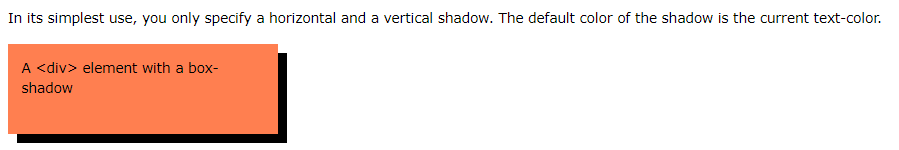 In its simplest use, you only specify a horizontal and a vertical shadow. The default color of the shadow is the current text-color.
A <div> element with a box-
shadow